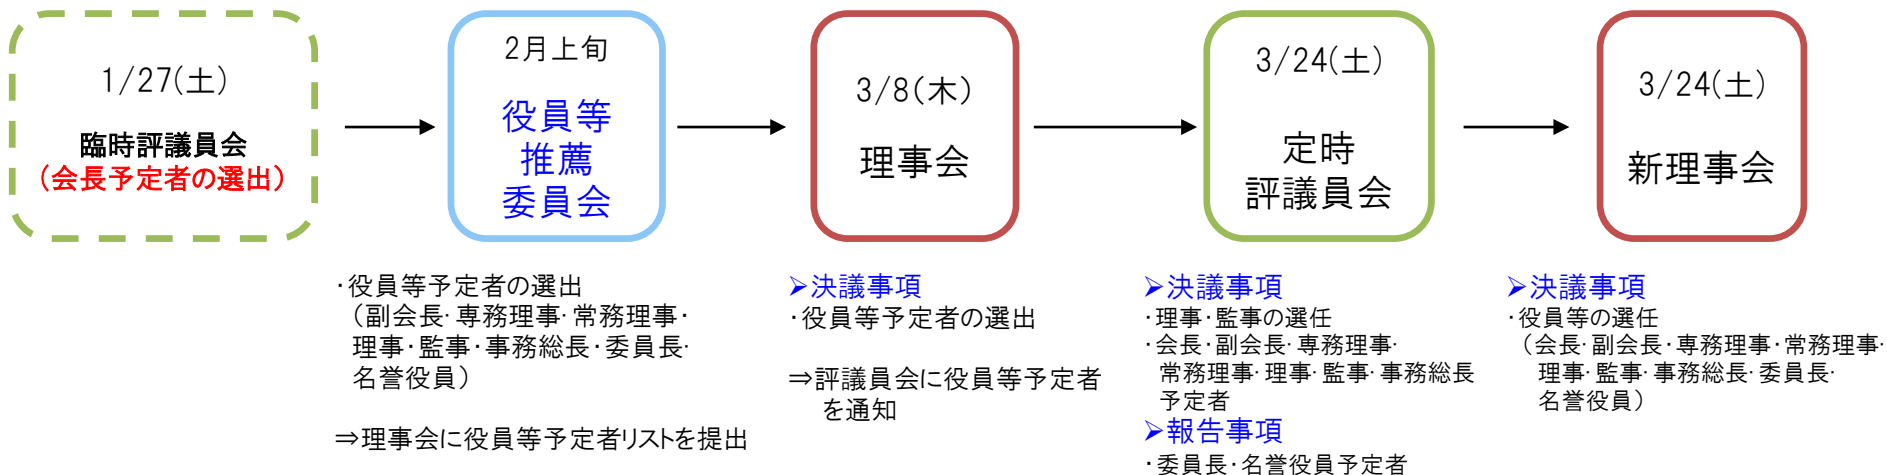 1/27(土)
臨時評議員会
（会長予定者の選出）
2月上旬
役員等
推薦
委員会
3/8(木)
理事会
3/24(土)
定時
評議員会
3/24(土)
新理事会
・役員等予定者の選出
（副会長・専務理事・常務理事・
理事・監事・事務総長・委員長・
名誉役員）
⇒理事会に役員等予定者リストを提出
➢決議事項
・役員等予定者の選出
⇒評議員会に役員等予定者
を通知
➢決議事項
・理事・監事の選任
・会長・副会長・専務理事・
常務理事・理事・監事・事務総長
予定者
➢報告事項
・委員長・名誉役員予定者
➢決議事項
・役員等の選任
（会長・副会長・専務理事・常務理事・
理事・監事・事務総長・委員長・
名誉役員）